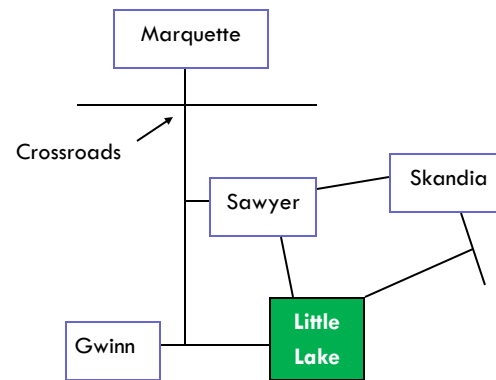 Marquette
Crossroads
Skandia
Sawyer
Little
Lake
Gwinn